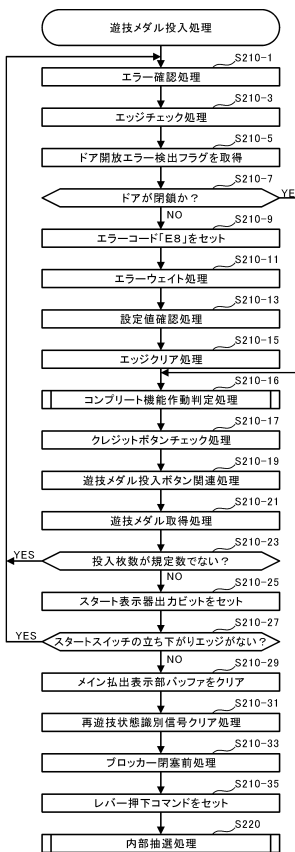 遊技メダル投入処理
S210-1
エラー確認処理
S210-3
エッジチェック処理
S210-5
ドア開放エラー検出フラグを取得
S210-7
ドアが閉鎖か?
YE
NO
S210-9
エラーコード「E8」をセット
S210-11
エラーウェイト処理
S210-13
設定値確認処理
S210-15
エッジクリア処理
S210-16
コンプリート機能作動判定処理
S210-17
クレジットボタンチェック処理
S210-19
遊技メダル投入ボタン関連処理
S210-21
遊技メダル取得処理
S210-23
YES
投入枚数が規定数でない?
NO
S210-25
スタート表示器出力ビットをセット
S210-27
YES
スタートスイッチの立ち下がりエッジがない?
NO
S210-29
メイン払出表示部バッファをクリア
S210-31
再遊技状態識別信号クリア処理
S210-33
ブロッカー閉塞前処理
S210-35
レバー押下コマンドをセット
S220
内部抽選処理